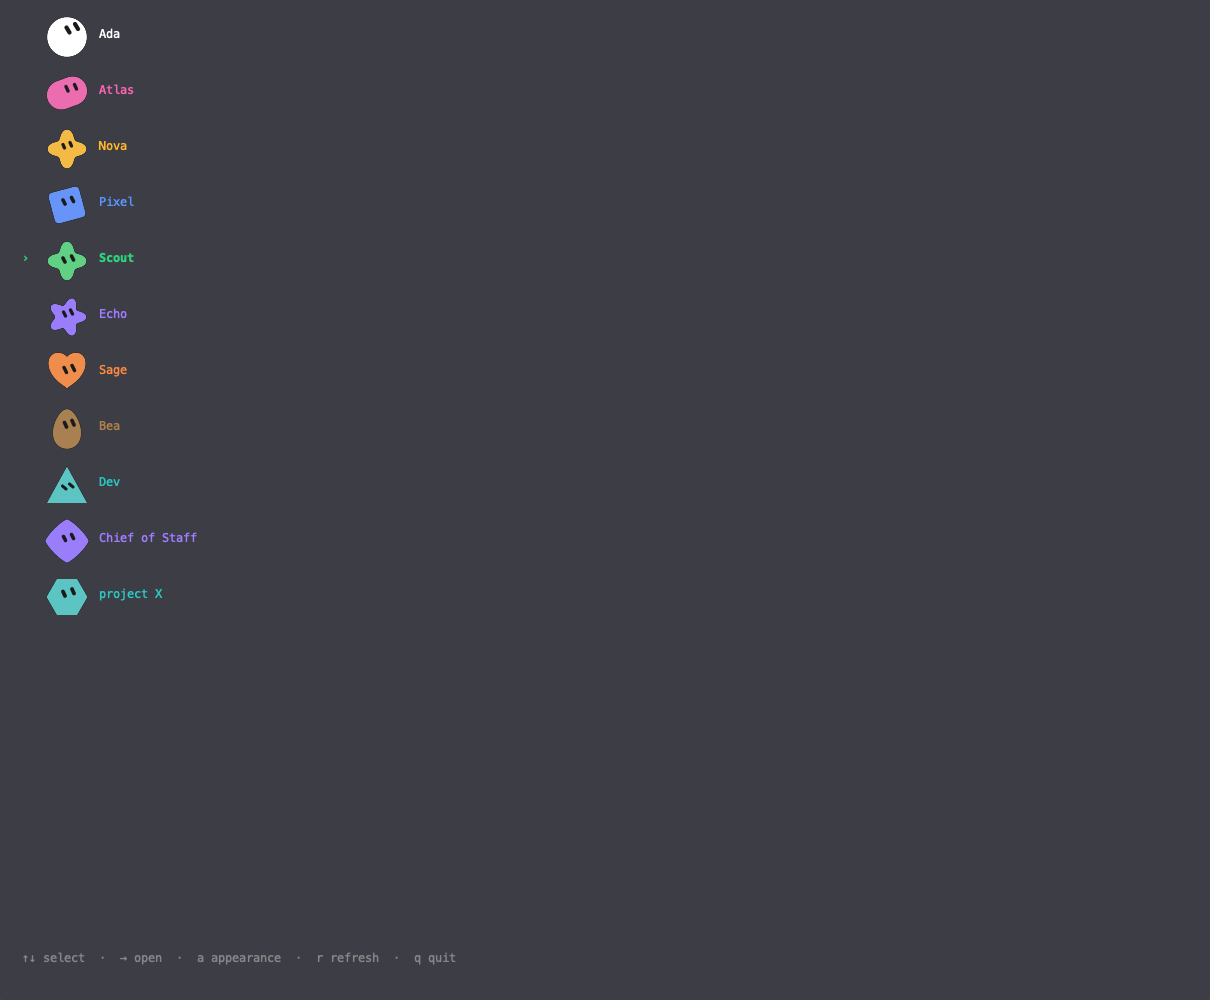 Ada
Atlas
Nova
Pixel
› Scout
Echo
Sage
Bea
Dev
Chief of Staff
project X
↑↓ select · → open · a appearance · r refresh · q quit